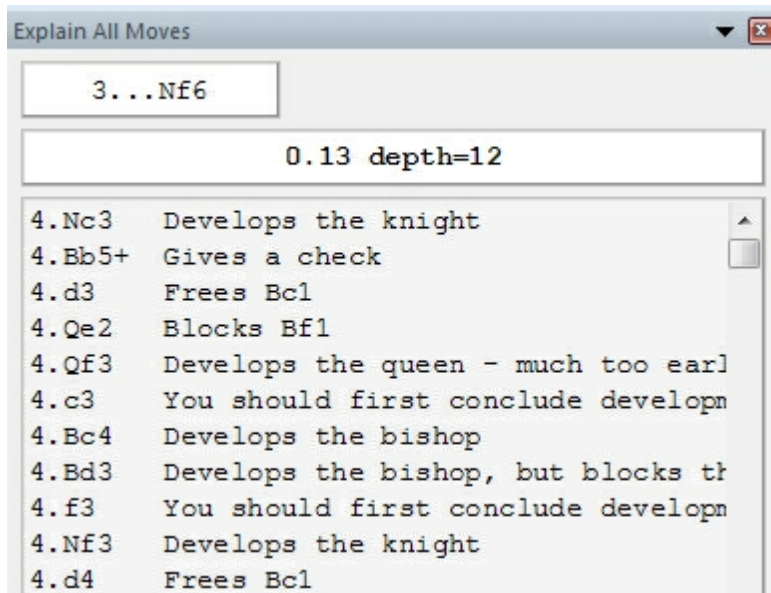 Explain All Moves
3...Nf6
0.13 depth=12
4.Nc3 Develops the knight
4.Bb5+ Gives a check
4.d3 Frees Bc1
4.Qe2 Blocks Bf1
4.Qf3 Develops the queen - much too earl
4.c3 You should first conclude developm
4.Bc4 Develops the bishop
4.Bd3 Develops the bishop, but blocks th
4.f3 You should first conclude developm
4.Nf3 Develops the knight
4.d4 Frees Bc1